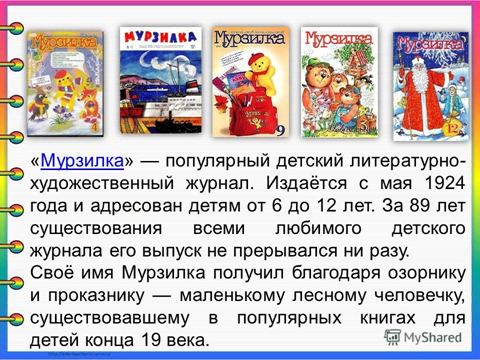 Мурзилка
МУРЗИЛКА
Мурзилка
Мурзилка
Мурзилка
4
9
12
«Мурзилка» — популярный детский литературно-
художественный журнал. Издаётся с мая 1924
года и адресован детям от 6 до 12 лет. За 89 лет
существования всеми любимого детского
журнала его выпуск не прерывался ни разу.
Своё имя Мурзилка получил благодаря озорнику
и проказнику — маленькому лесному человечку,
существовавшему в популярных книгах для
детей конца 19 века.
MyShared